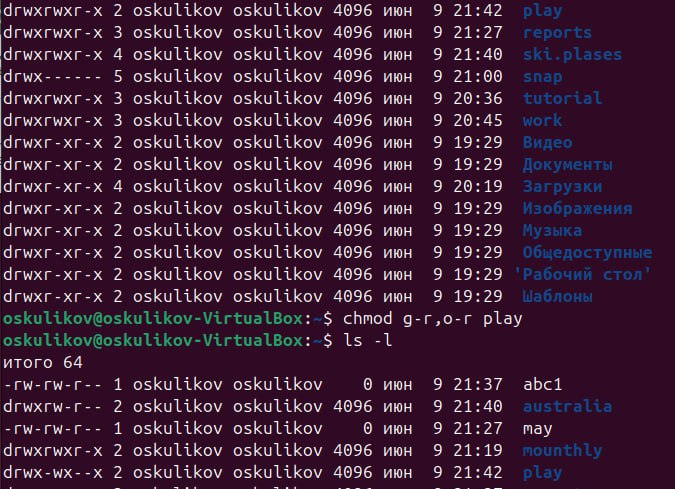 drwxrwxr-x 2 oskulikov oskulikov 4096 июн  9 21:42  play
drwxrwxr-x 3 oskulikov oskulikov 4096 июн  9 21:27  reports
drwxrwxr-x 4 oskulikov oskulikov 4096 июн  9 21:40  ski.plases
drwx------ 5 oskulikov oskulikov 4096 июн  9 21:00  snap
drwxrwxr-x 3 oskulikov oskulikov 4096 июн  9 20:36  tutorial
drwxrwxr-x 3 oskulikov oskulikov 4096 июн  9 20:45  work
drwxr-xr-x 2 oskulikov oskulikov 4096 июн  9 19:29  Видео
drwxr-xr-x 2 oskulikov oskulikov 4096 июн  9 19:29  Документы
drwxr-xr-x 4 oskulikov oskulikov 4096 июн  9 20:19  Загрузки
drwxr-xr-x 2 oskulikov oskulikov 4096 июн  9 19:29  Изображения
drwxr-xr-x 2 oskulikov oskulikov 4096 июн  9 19:29  Музыка
drwxr-xr-x 2 oskulikov oskulikov 4096 июн  9 19:29  Общедоступные
drwxr-xr-x 2 oskulikov oskulikov 4096 июн  9 19:29 'Рабочий стол'
drwxr-xr-x 2 oskulikov oskulikov 4096 июн  9 19:29  Шаблоны
oskulikov@oskulikov-VirtualBox:~$ chmod g-r,o-r play
oskulikov@oskulikov-VirtualBox:~$ ls -l
итого 64
-rw-rw-r-- 1 oskulikov oskulikov    0 июн  9 21:37  abc1
drwxrw-r-- 2 oskulikov oskulikov 4096 июн  9 21:40  australia
-rw-rw-r-- 1 oskulikov oskulikov    0 июн  9 21:27  may
drwxrwxr-x 2 oskulikov oskulikov 4096 июн  9 21:19  mounthly
drwx-wx--x 2 oskulikov oskulikov 4096 июн  9 21:42  play